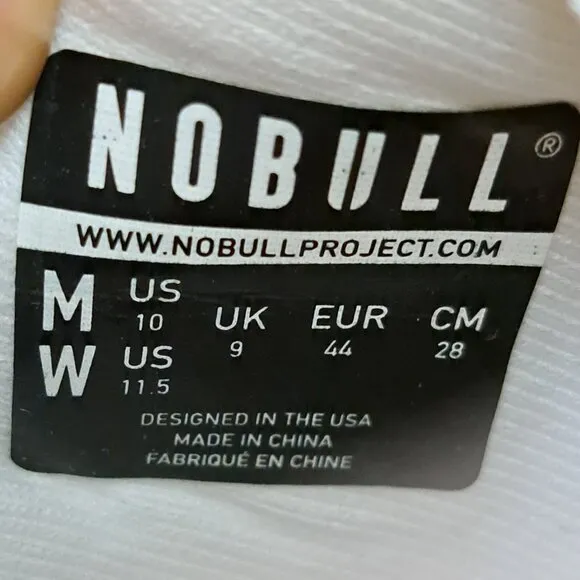 NOBULL®
WWW.NOBULLPROJECT.COM
M US 10 UK 9 EUR 44 CM 28
W US 11.5
DESIGNED IN THE USA
MADE IN CHINA
FABRIQUÉ EN CHINE